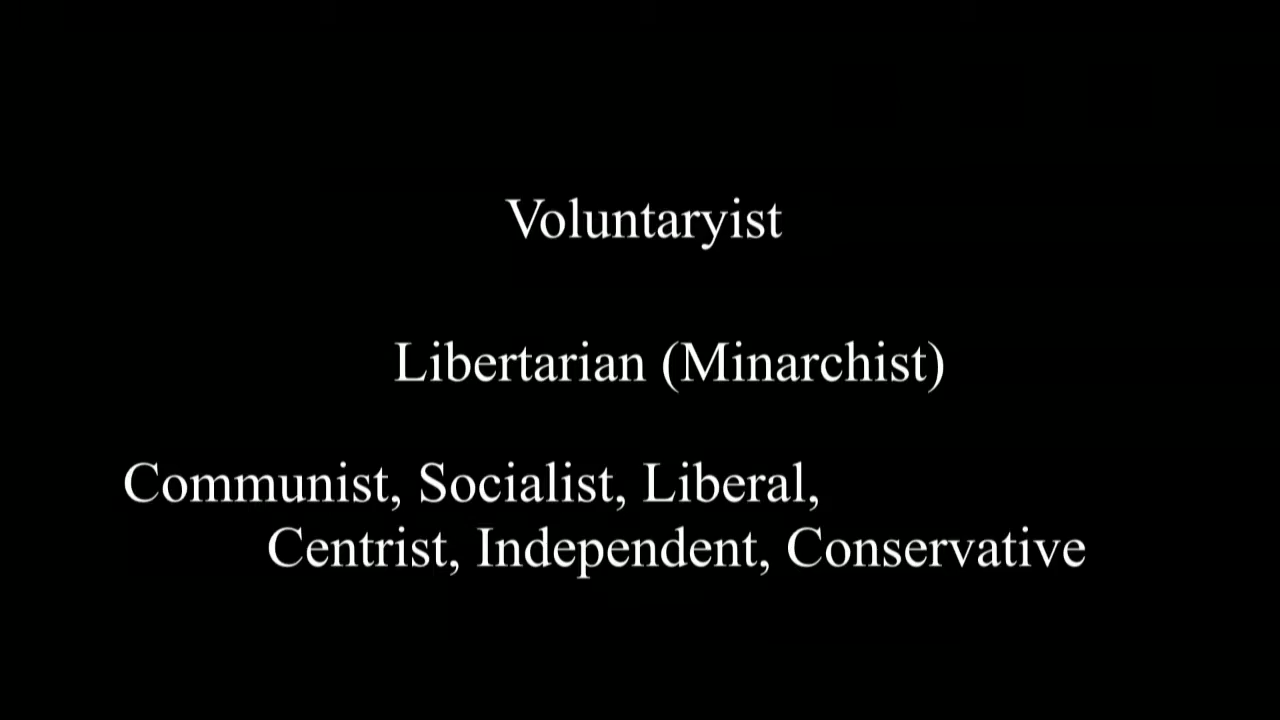 Voluntaryist
Libertarian (Minarchist)
Communist, Socialist, Liberal,
Centrist, Independent, Conservative